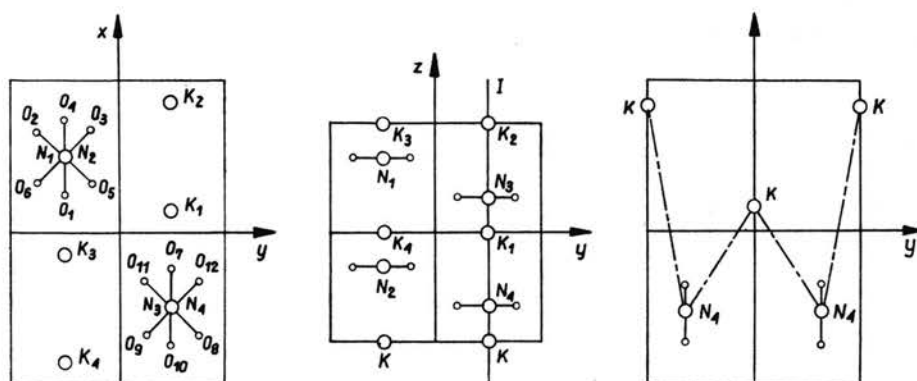 x
K₂
O₄
O₂ O₃
N₁ N₂
O₆ O₅
O₁
K₁
y
K₃
O₇
O₁₁ O₁₂
N₃ N₄
O₉ O₈
O₁₀
K₄
z
I
K₃ K₂
N₁
N₃
K₄ K₁ y
N₂
N₄
K K
K K
K
y
N₄ N₄